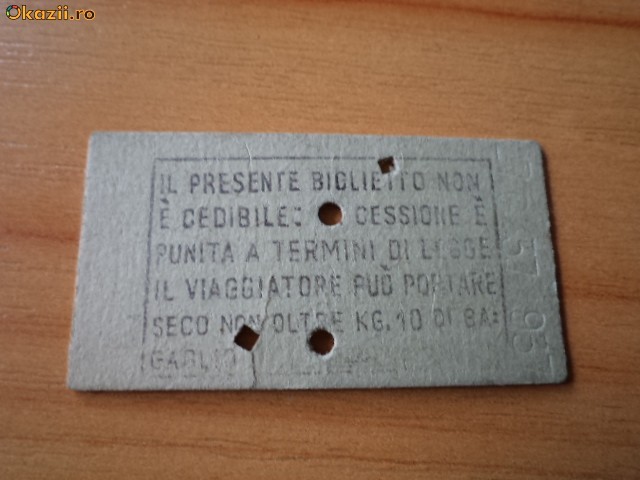 Okazii.ro
IL PRESENTE BIGLIETTO NON
È CEDIBILE: CESSIONE È
PUNITA A TERMINI DI LEGGE
IL VIAGGIATORE PUÒ PORTARE
SECO NON OLTRE KG. 10 DI BA:
GAGLIO
57